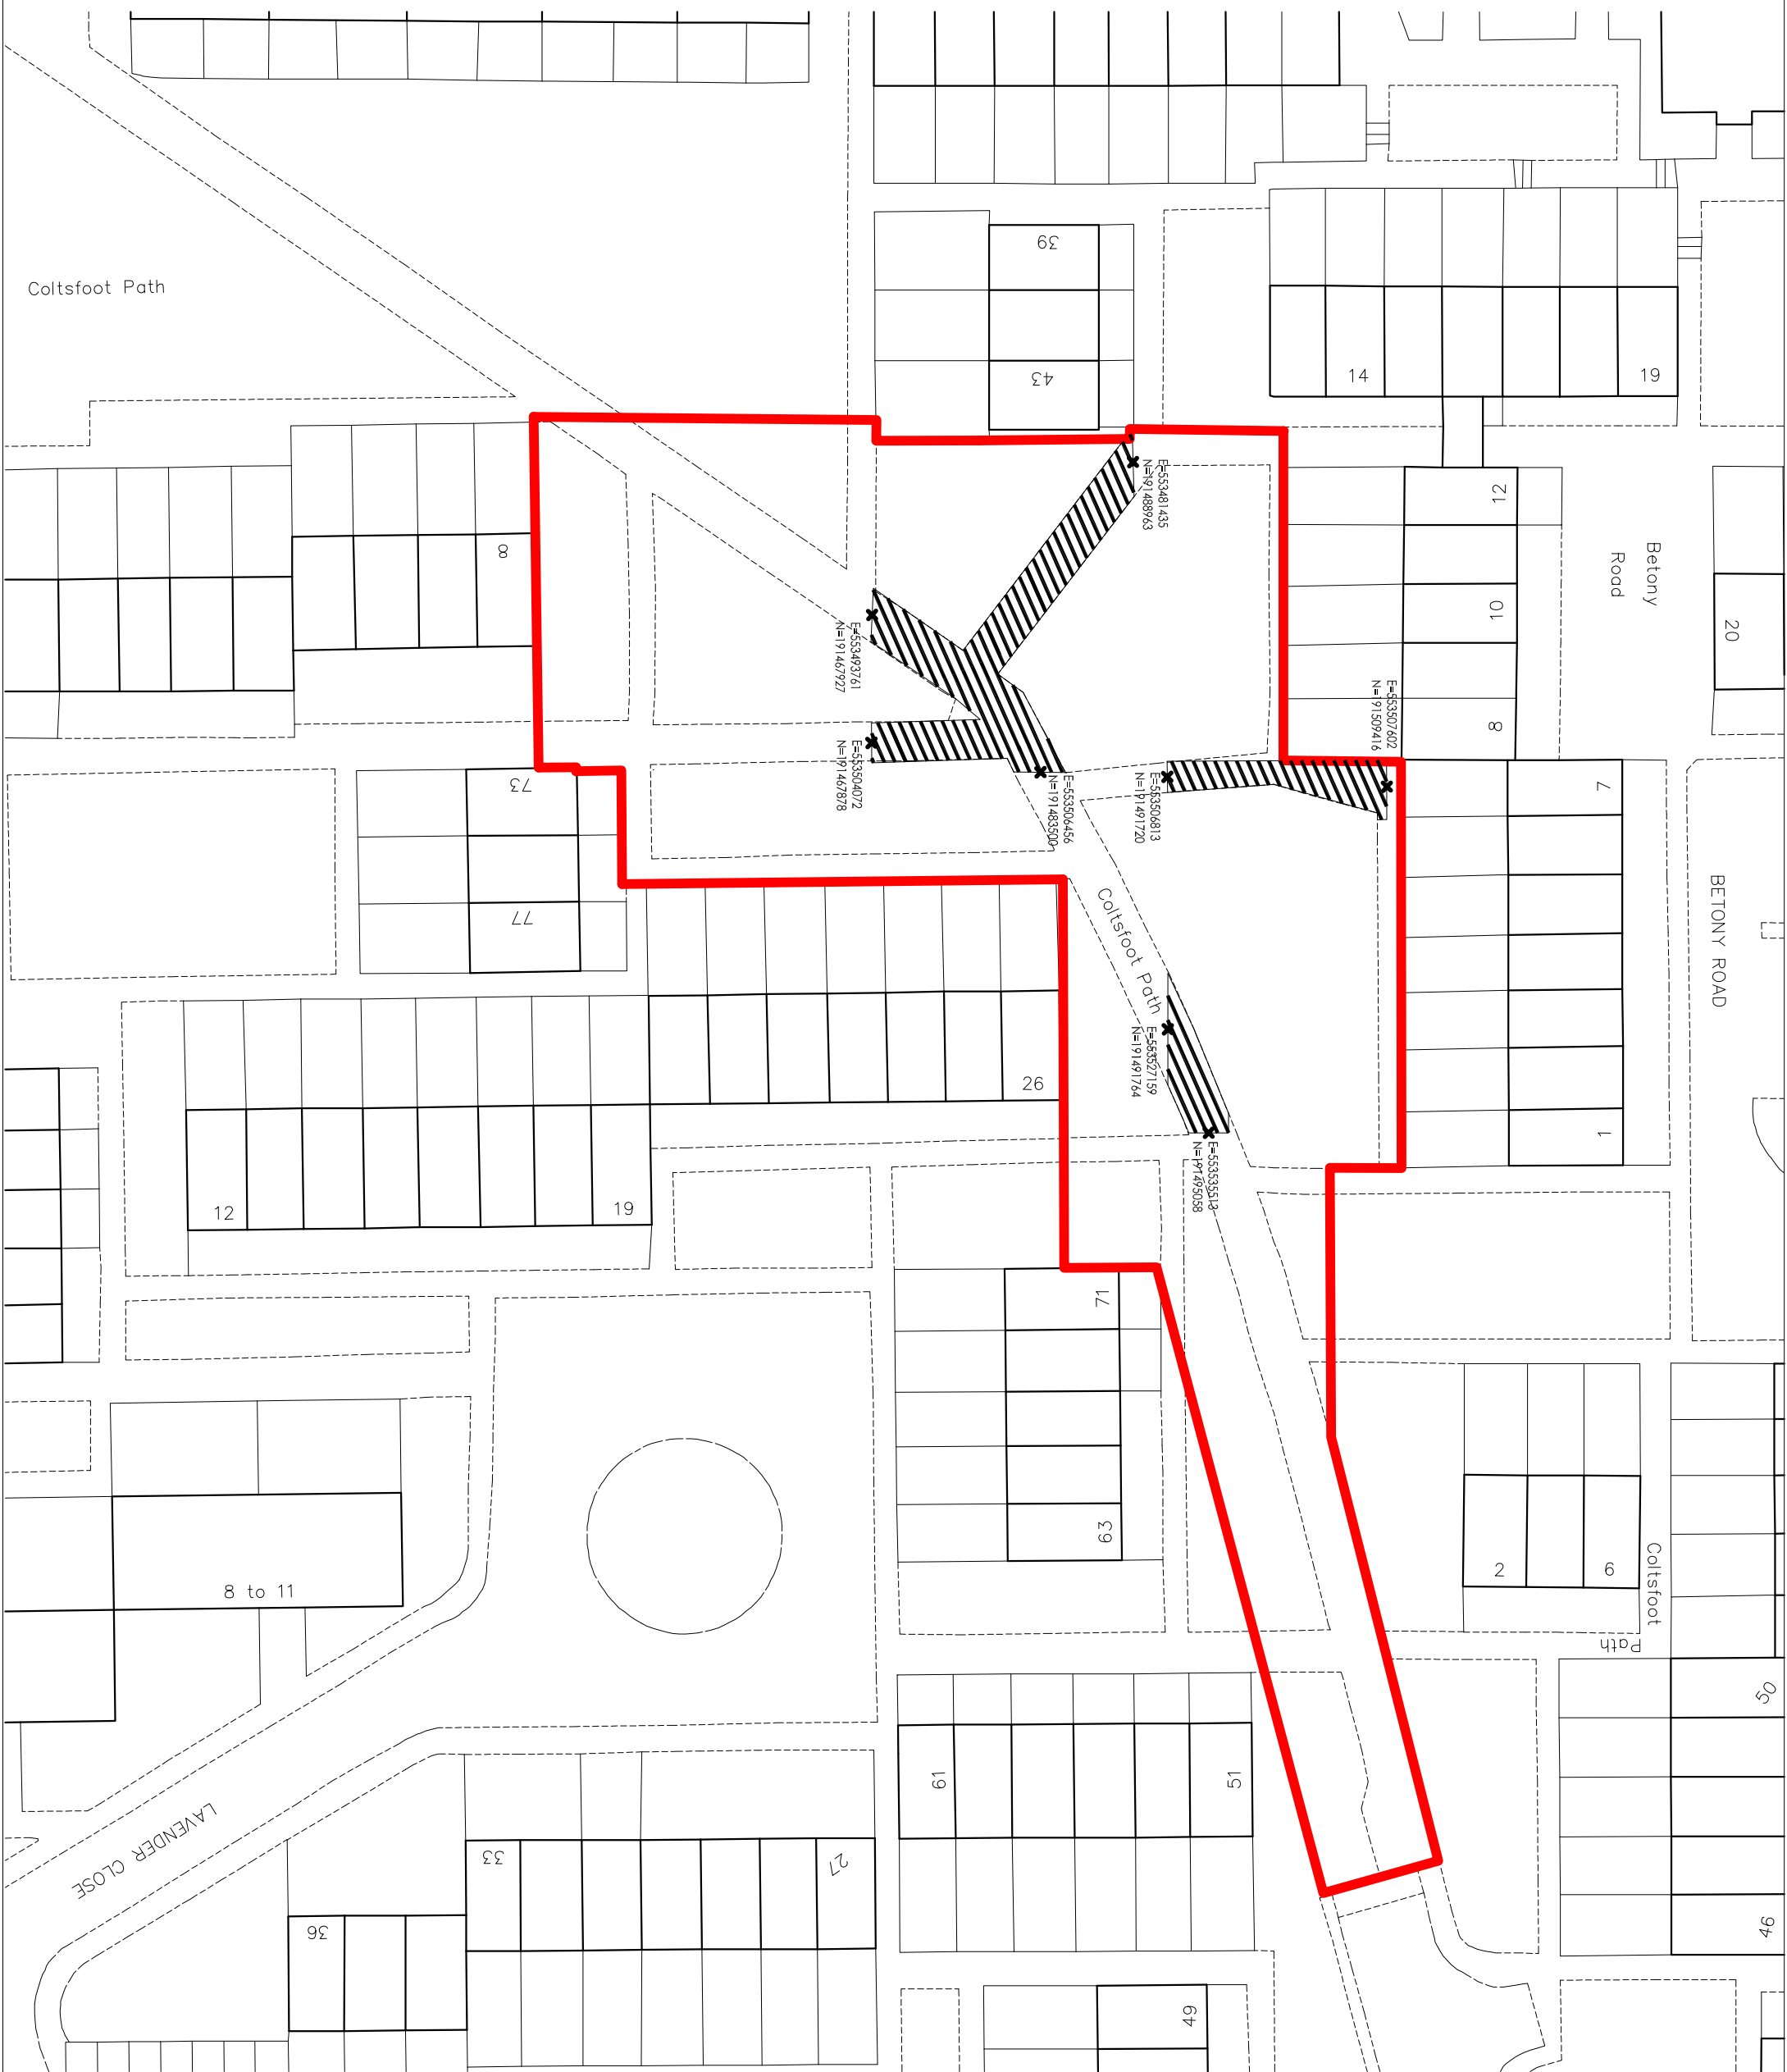 39
Coltsfoot Path
43
14
19
E=553481435
N=191488963
12
8
Betony
Road
10
20
E=553493761
N=191467927
E=553507602
N=191509416
8
E=553504072
N=191467878
E=553506456
N=191483500
E=553506813
N=191491720
73
7
77
Coltsfoot Path
BETONY ROAD
E=553527159
N=191491764
26
1
E=553535513
N=191495058
12
19
71
63
8 to 11
2
6
Coltsfoot
Path
50
61
51
LAVENDER CLOSE
33
27
36
46
49